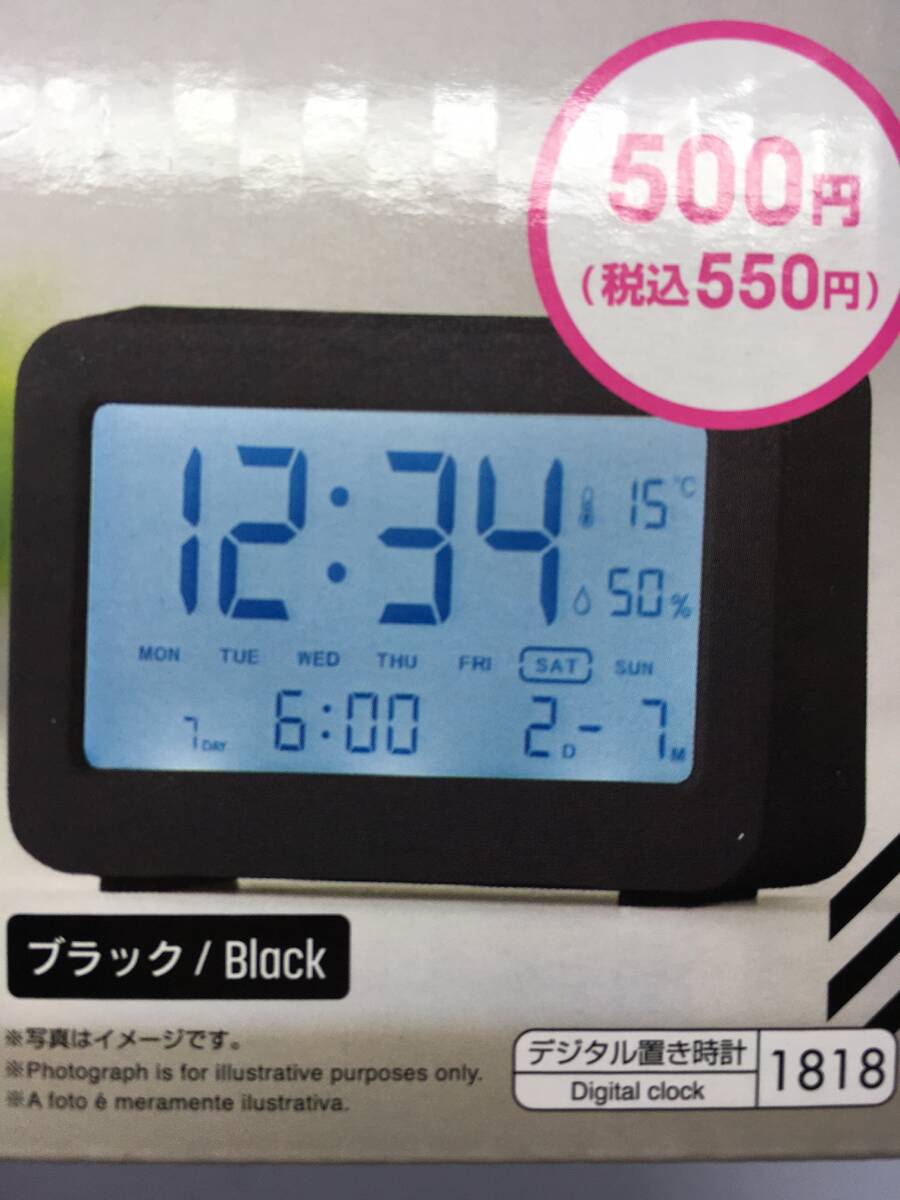 500円
(税込550円)
12:34
15℃
50%
MON TUE WED THU FRI SAT SUN
7DAY 6:00 2D- 7M
ブラック / Black
※写真はイメージです。
※Photograph is for illustrative purposes only.
※A foto é meramente ilustrativa.
デジタル置き時計
Digital clock
1818